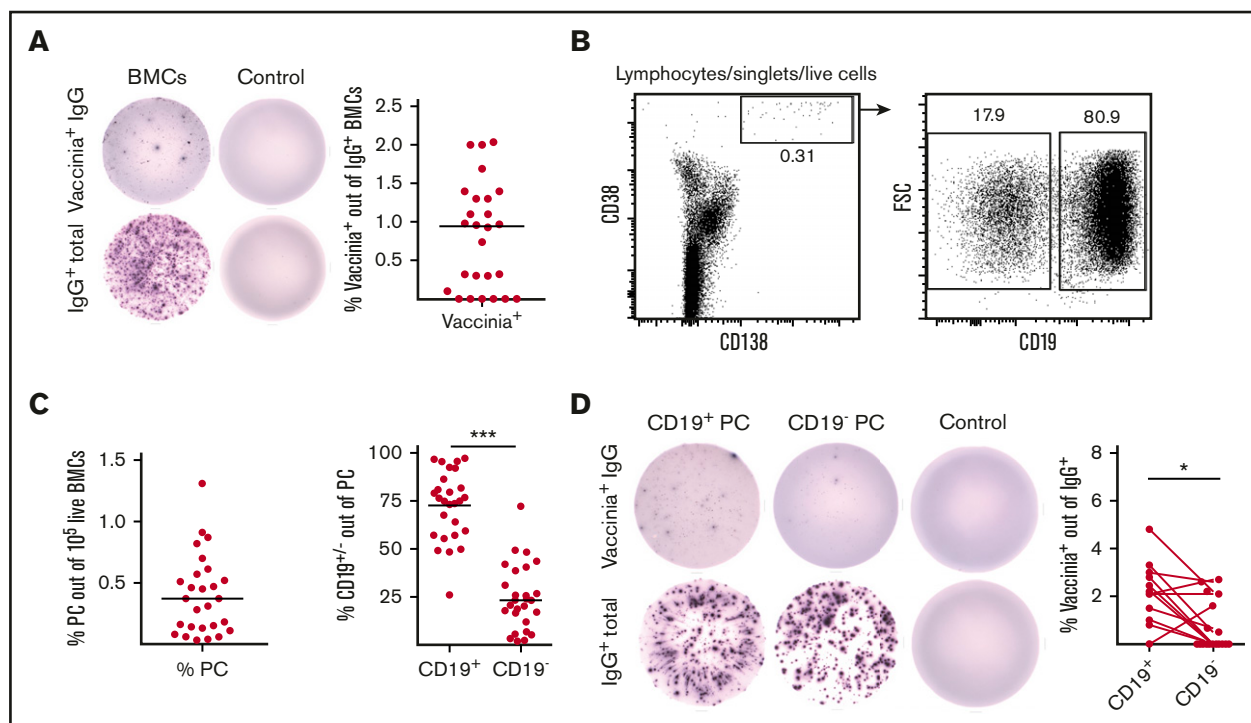 A
BMCs
Control
Vaccinia+ IgG
IgG+ total
% Vaccinia+ out of IgG+ BMCs
2.5
2.0
1.5
1.0
0.5
Vaccinia+
B
Lymphocytes/singlets/live cells
CD38
0.31
CD138
FSC
17.9
80.9
CD19
C
% PC out of 10⁵ live BMCs
1.5
1.0
0.5
% PC
% CD19+/- out of PC
***
100
75
50
25
CD19+
CD19-
D
CD19+ PC
CD19- PC
Control
Vaccinia+ IgG
IgG+ total
% Vaccinia+ out of IgG+
*
8
6
4
2
CD19+
CD19-